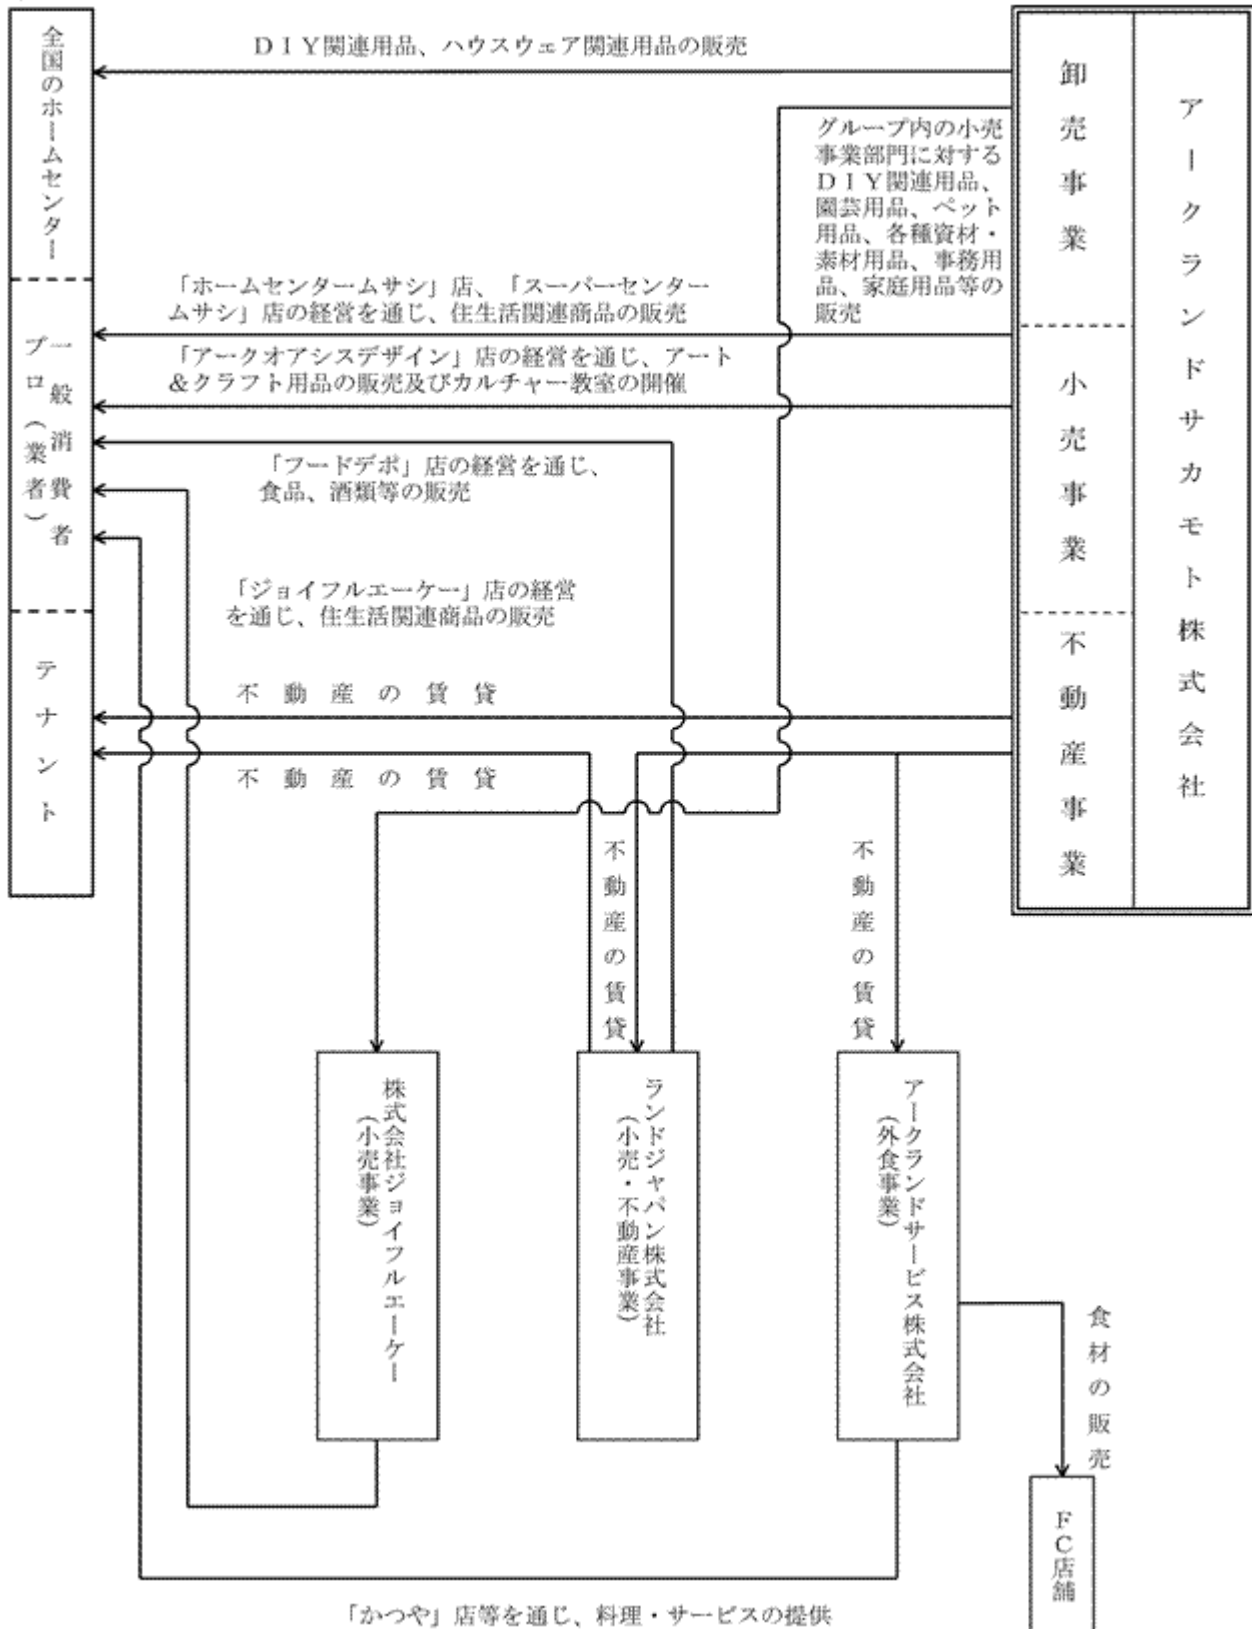 アークランドサカモト株式会社
卸売事業
小売事業
不動産事業
全国のホームセンター
一般消費者
プロ(業者)
テナント
DIY関連用品、ハウスウェア関連用品の販売
グループ内の小売
事業部門に対する
DIY関連用品、
園芸用品、ペット
用品、各種資材・
素材用品、事務用
品、家庭用品等の
販売
「ホームセンタームサシ」店、「スーパーセンター
ムサシ」店の経営を通じ、住生活関連商品の販売
「アークオアシスデザイン」店の経営を通じ、アート
&クラフト用品の販売及びカルチャー教室の開催
「フードデポ」店の経営を通じ、
食品、酒類等の販売
「ジョイフルエーケー」店の経営
を通じ、住生活関連商品の販売
不動産の賃貸
不動産の賃貸
不動産の賃貸
不動産の賃貸
アークランドサービス株式会社
(外食事業)
ランドジャパン株式会社
(小売・不動産事業)
株式会社ジョイフルエーケー
(小売事業)
食材の販売
FC店舗
「かつや」店等を通じ、料理・サービスの提供